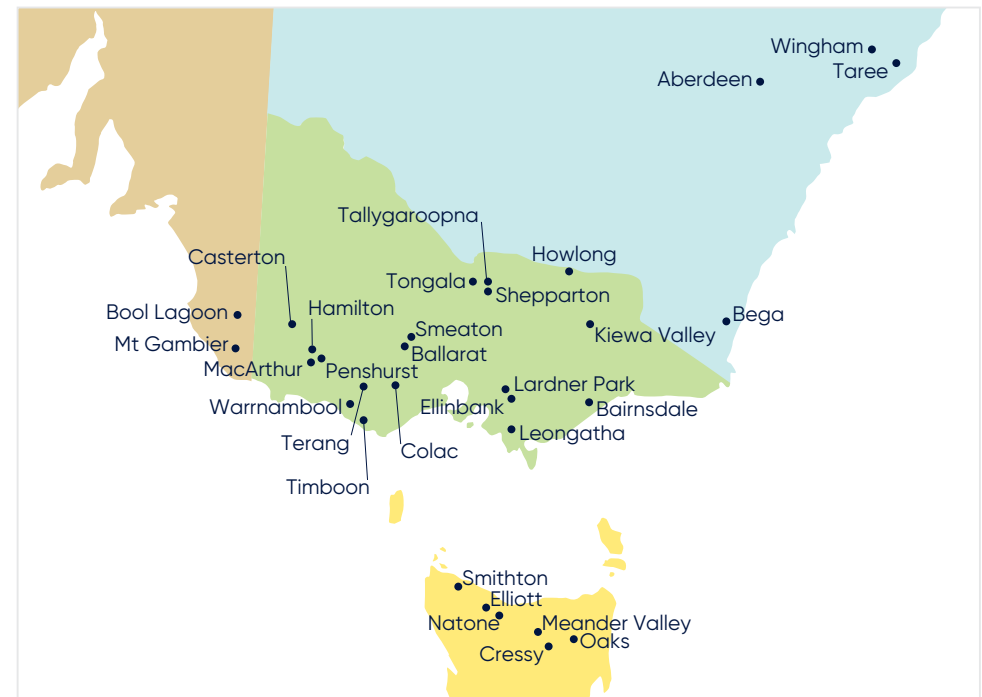 Wingham
Taree
Aberdeen
Tallygaroopna
Howlong
Casterton
Tongala
Shepparton
Hamilton
Bool Lagoon
Bega
Smeaton
Kiewa Valley
Mt Gambier
Ballarat
MacArthur
Penshurst
Lardner Park
Warrnambool
Ellinbank
Bairnsdale
Leongatha
Terang
Colac
Timboon
Smithton
Elliott
Natone
Meander Valley
Oaks
Cressy